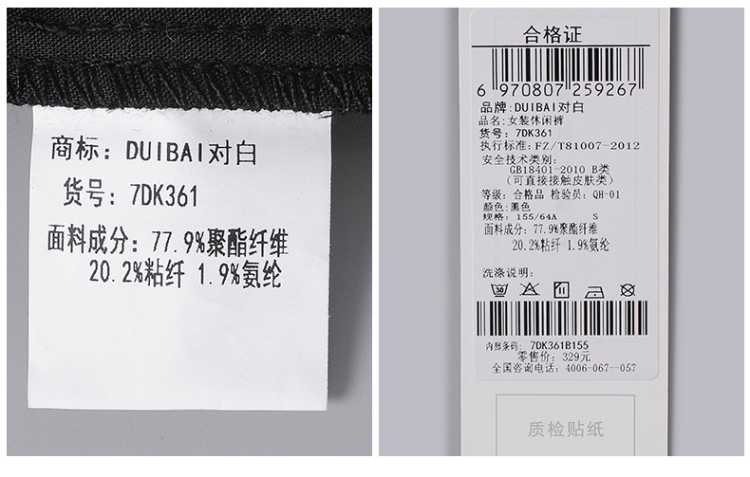 商标: DUIBAI对白
货号: 7DK361
面料成分: 77.9%聚酯纤维
20.2%粘纤 1.9%氨纶
合格证
6 970807 259267
品牌:DUIBAI对白
品名:女装休闲裤
货号: 7DK361
执行标准:FZ/T81007-2012
安全技术类别:
GB18401-2010 B类
(可直接接触皮肤类)
等级: 合格品 检验员: QH-01
颜色:黑色
规格: 155/64A S
面料成分: 77.9%聚酯纤维
20.2%粘纤 1.9%氨纶
洗涤说明:
内部条码: 7DK361B155
零售价: 329元
全国咨询电话: 4006-067--057
质检贴纸